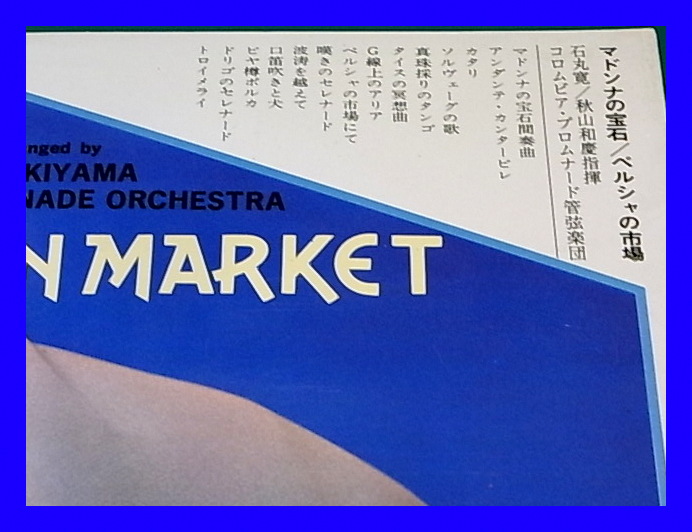 マドンナの宝石／ペルシャの市場
石丸寛／秋山和慶指揮
コロムビア・プロムナード管弦楽団
マドンナの宝石間奏曲
アンダンテ・カンタービレ
カタリ
ソルヴェーグの歌
真珠採りのタンゴ
タイスの冥想曲
G線上のアリア
ペルシャの市場にて
嘆きのセレナード
波濤を越えて
口笛吹きと犬
ビヤ樽ポルカ
ドリゴのセレナード
トロイメライ
nged by
KIYAMA
NADE ORCHESTRA
N MARKET